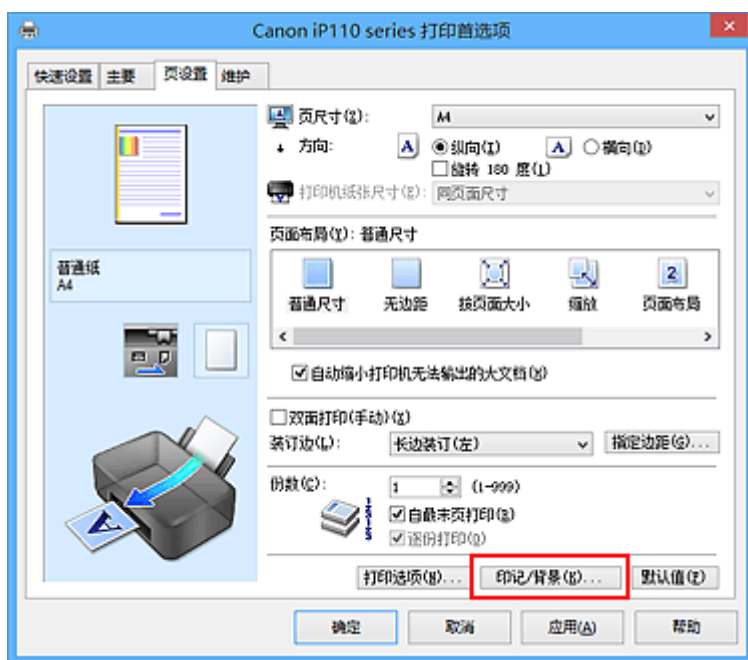 Canon iP110 series 打印首选项
快速设置 主要 页设置 维护
页尺寸(Z): A4
方向: A 纵向(I) A 横向(D)
旋转 180 度(L)
打印机纸张尺寸(E): 同页面尺寸
页面布局(Y): 普通尺寸
普通纸
A4
2
普通尺寸 无边距 按页面大小 缩放 页面布局
自动缩小打印机无法输出的大文档(W)
双面打印(手动)(X)
装订边(L): 长边装订(左) 指定边距(G)...
份数(C): 1 (1-999)
自最末页打印(S)
逐份打印(O)
打印选项(N)... 印记/背景(K)... 默认值(F)
确定 取消 应用(A) 帮助